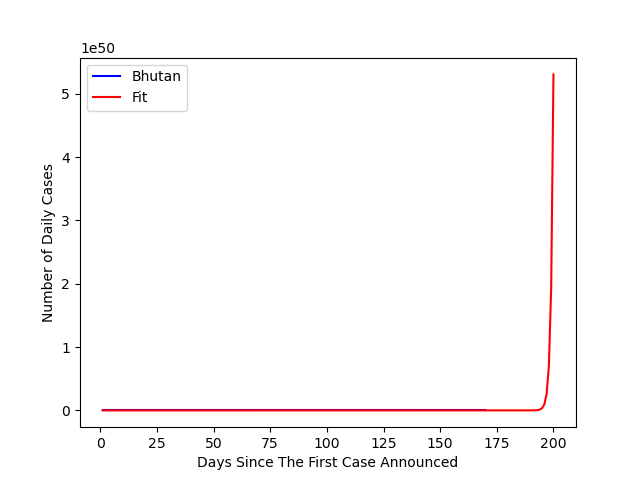 1e50
Bhutan
Fit
5
4
3
2
1
0
Number of Daily Cases
0 25 50 75 100 125 150 175 200
Days Since The First Case Announced